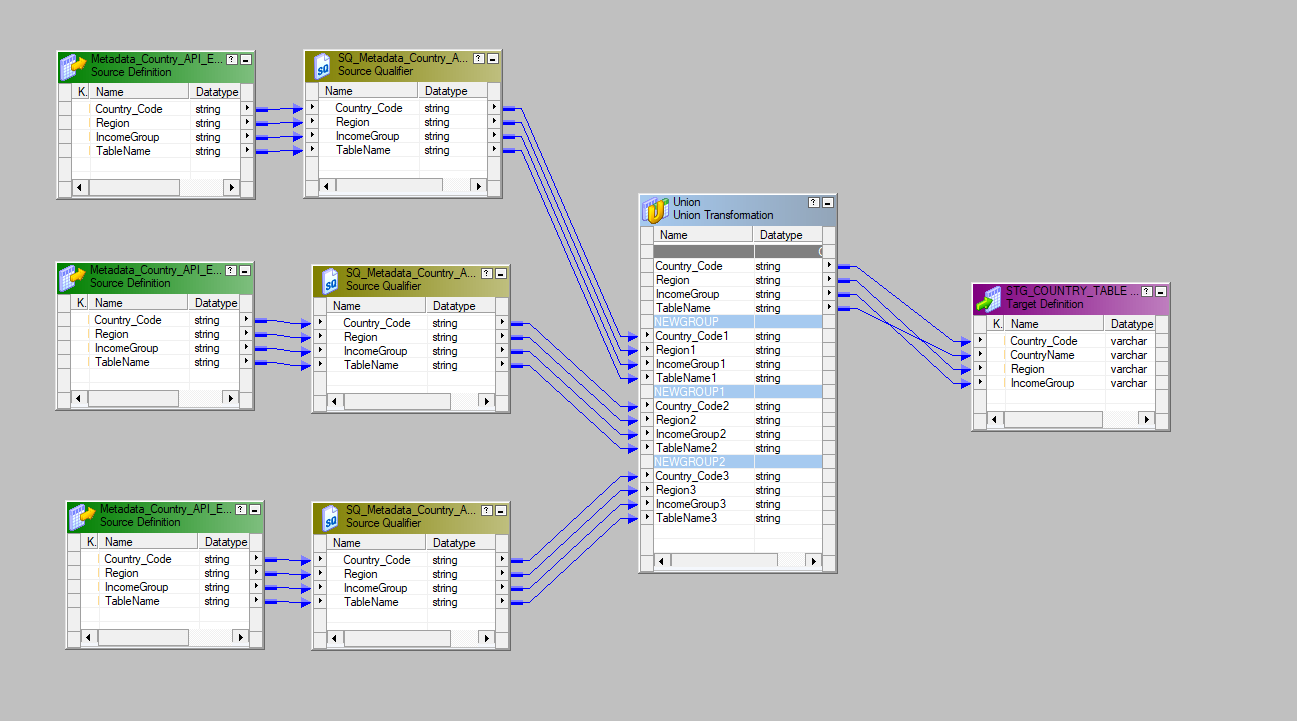 Metadata_Country_API_E...
Source Definition
K. Name Datatype
Country_Code string
Region string
IncomeGroup string
TableName string
SQ_Metadata_Country_A...
Source Qualifier
Name Datatype
Country_Code string
Region string
IncomeGroup string
TableName string
Metadata_Country_API_E...
Source Definition
K. Name Datatype
Country_Code string
Region string
IncomeGroup string
TableName string
SQ_Metadata_Country_A...
Source Qualifier
Name Datatype
Country_Code string
Region string
IncomeGroup string
TableName string
Metadata_Country_API_E...
Source Definition
K. Name Datatype
Country_Code string
Region string
IncomeGroup string
TableName string
SQ_Metadata_Country_A...
Source Qualifier
Name Datatype
Country_Code string
Region string
IncomeGroup string
TableName string
Union
Union Transformation
Name Datatype
Country_Code string
Region string
IncomeGroup string
TableName string
NEWGROUP
Country_Code1 string
Region1 string
IncomeGroup1 string
TableName1 string
NEWGROUP1
Country_Code2 string
Region2 string
IncomeGroup2 string
TableName2 string
NEWGROUP2
Country_Code3 string
Region3 string
IncomeGroup3 string
TableName3 string
STG_COUNTRY_TABLE ...
Target Definition
K. Name Datatype
Country_Code varchar
CountryName varchar
Region varchar
IncomeGroup varchar